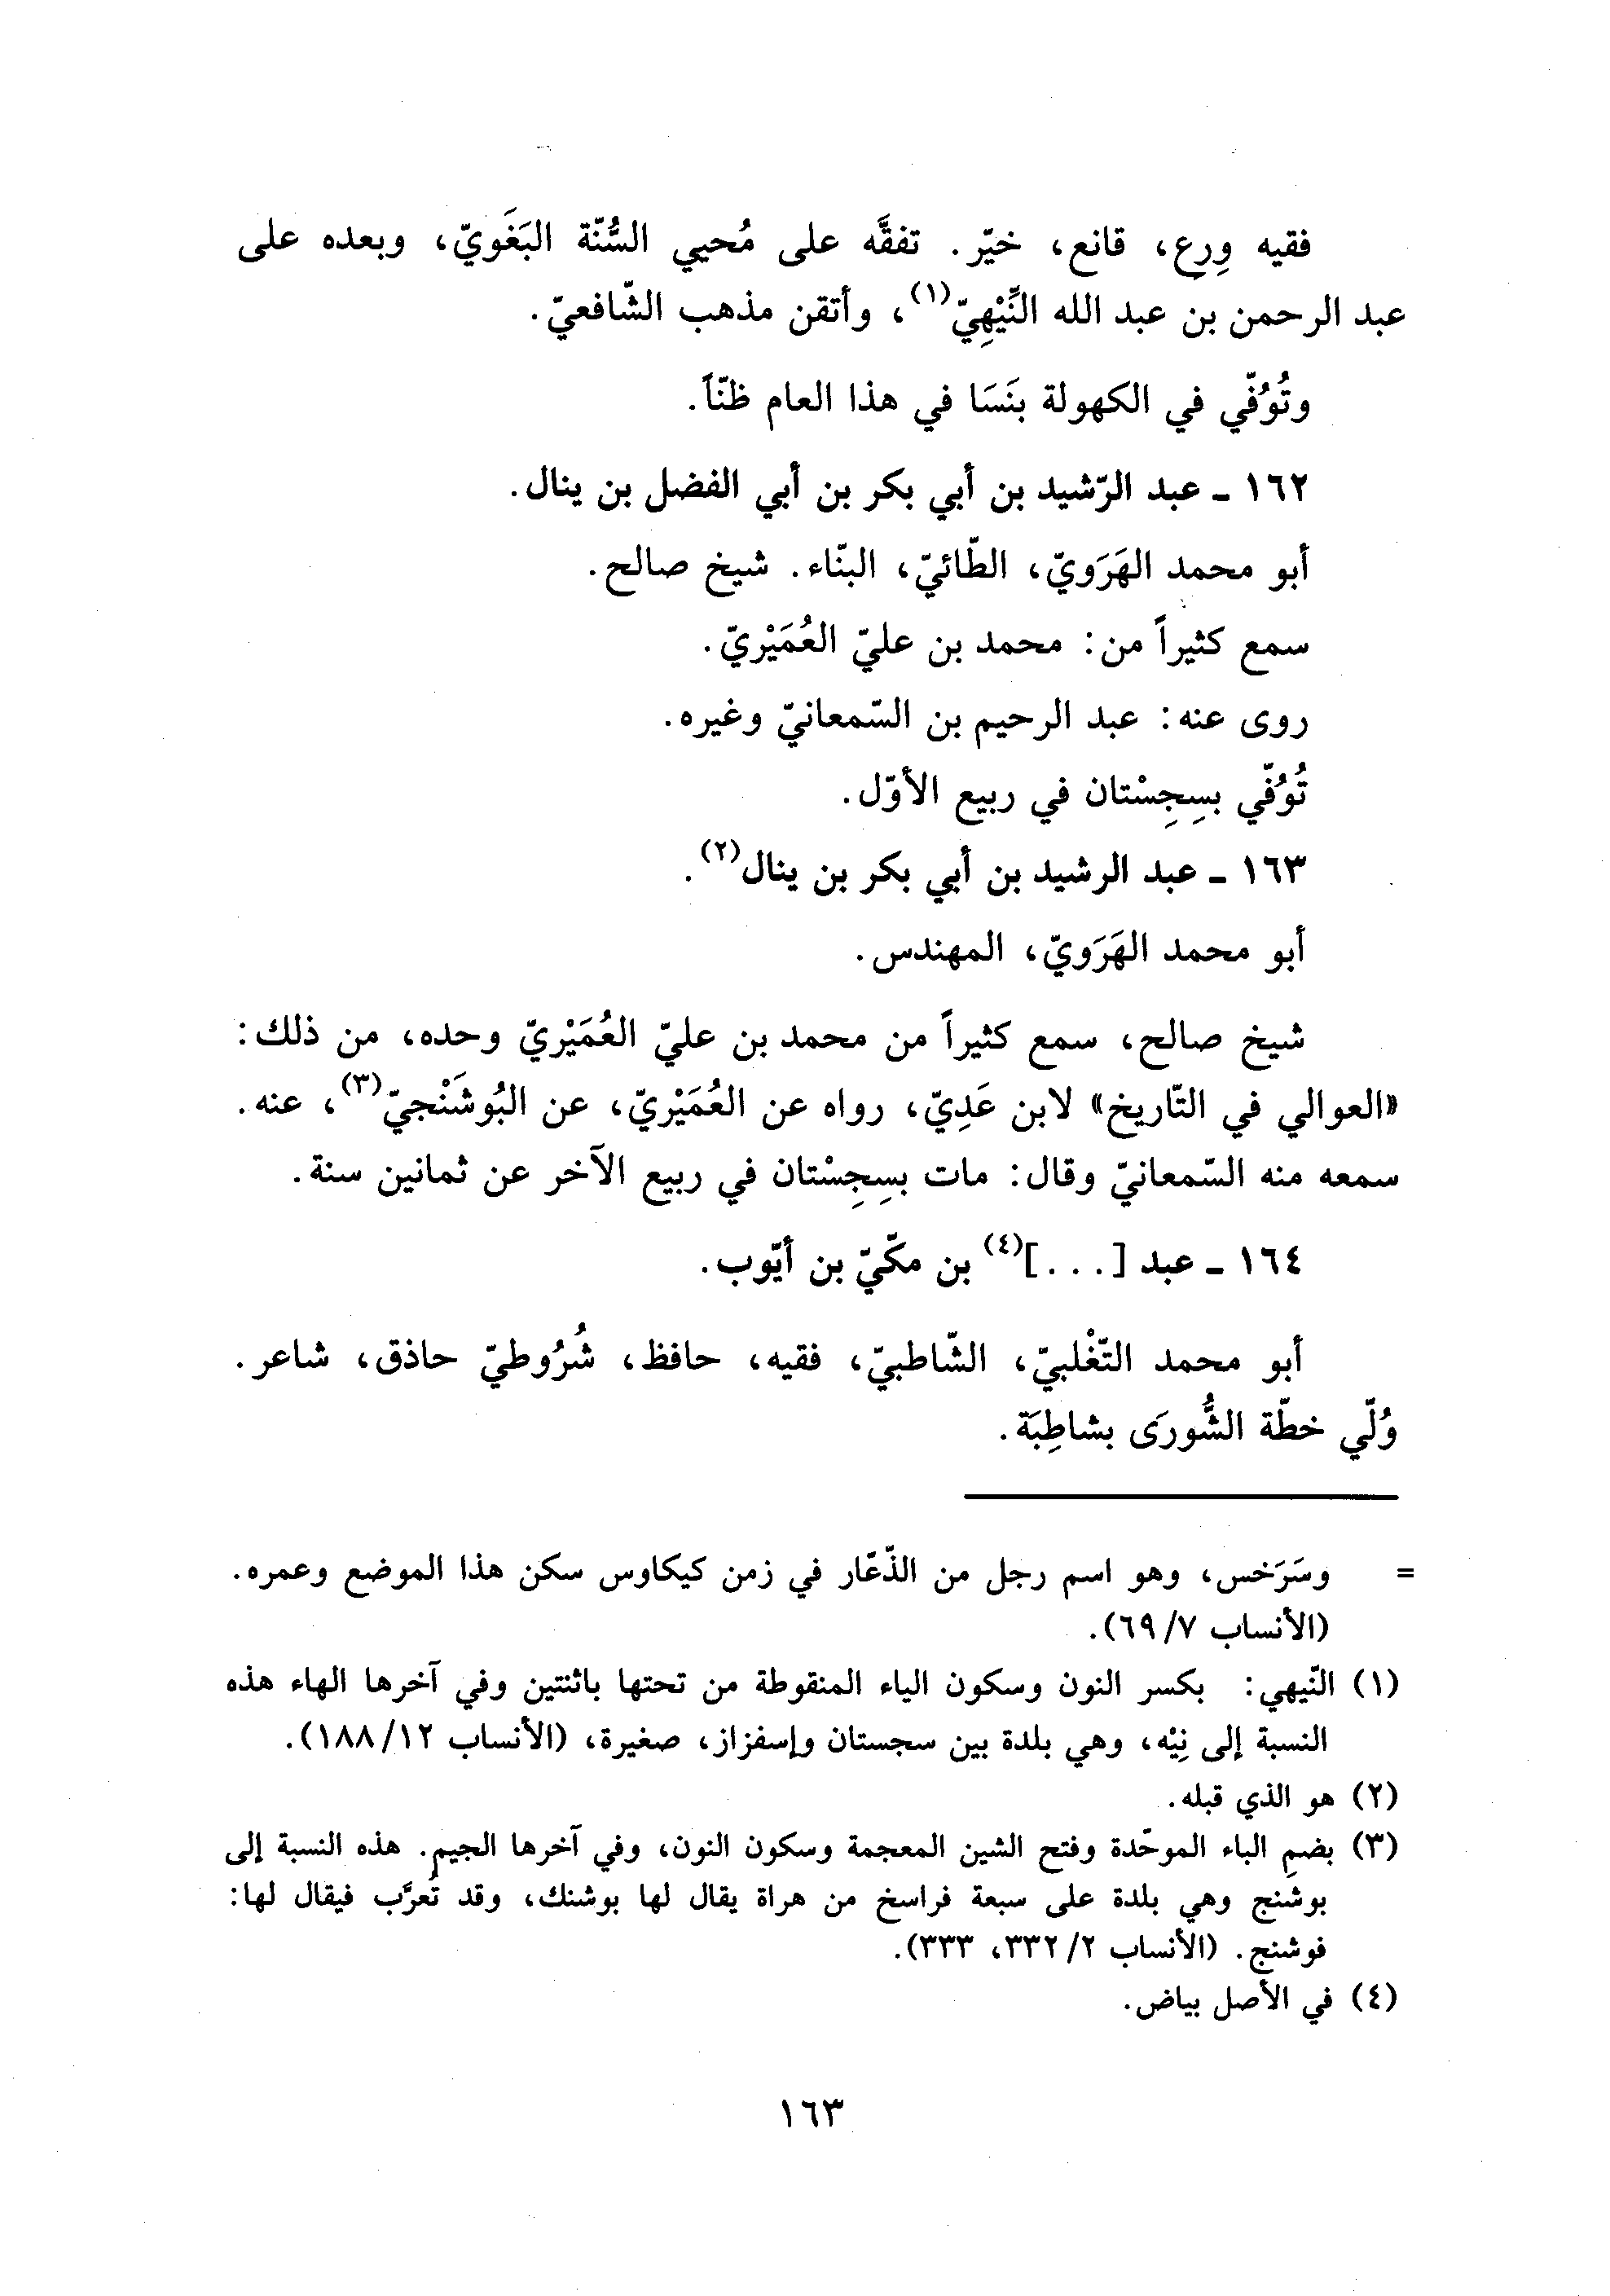 فقيه وِرِع، قانع، خيّر. تفقَّه على مُحيي السُّنّة البَغَويّ، وبعده على
عبد الرحمن بن عبد الله النِّيْهِيّ(١)، وأتقن مذهب الشّافعيّ.
وتُوُفّي في الكهولة بنَسَا في هذا العام ظنّاً.
١٦٢ ـ عبد الرّشيد بن أبي بكر بن أبي الفضل بن ينال.
أبو محمد الهَرَويّ، الطّائيّ، البنّاء. شيخ صالح.
سمع كثيراً من: محمد بن عليّ العُمَيْريّ.
روى عنه: عبد الرحيم بن السّمعانيّ وغيره.
تُوُفّي بسِجِسْتان في ربيع الأوّل.
١٦٣ ـ عبد الرشيد بن أبي بكر بن ينال(٢).
أبو محمد الهَرَويّ، المهندس.
شيخ صالح، سمع كثيراً من محمد بن عليّ العُمَيْريّ وحده، من ذلك:
«العوالي في التّاريخ» لابن عَدِيّ، رواه عن العُمَيْريّ، عن البُوشَنْجيّ(٣)، عنه.
سمعه منه السّمعانيّ وقال: مات بسِجِسْتان في ربيع الآخر عن ثمانين سنة.
١٦٤ ـ عبد [. . .](٤) بن مكّيّ بن أيّوب.
أبو محمد التّغْلبيّ، الشّاطبيّ، فقيه، حافظ، شُرُوطيّ حاذق، شاعر.
وُلّي خطّة الشُّورَى بشاطِبَة.
= وسَرَخس، وهو اسم رجل من الذّعّار في زمن كيكاوس سكن هذا الموضع وعمره.
(الأنساب ٦٩/٧).
(١) النّيهي: بكسر النون وسكون الياء المنقوطة من تحتها باثنتين وفي آخرها الهاء هذه
النسبة إلى نِيْه، وهي بلدة بين سجستان وإسفزاز، صغيرة، (الأنساب ١٨٨/١٢).
(٢) هو الذي قبله.
(٣) بضمِ الباء الموحّدة وفتح الشين المعجمة وسكون النون، وفي آخرها الجيم. هذه النسبة إلى
بوشنج وهي بلدة على سبعة فراسخ من هراة يقال لها بوشنك، وقد تُعرَّب فيقال لها:
فوشنج. (الأنساب ٣٣٢/٢، ٣٣٣).
(٤) في الأصل بياض.
١٦٣